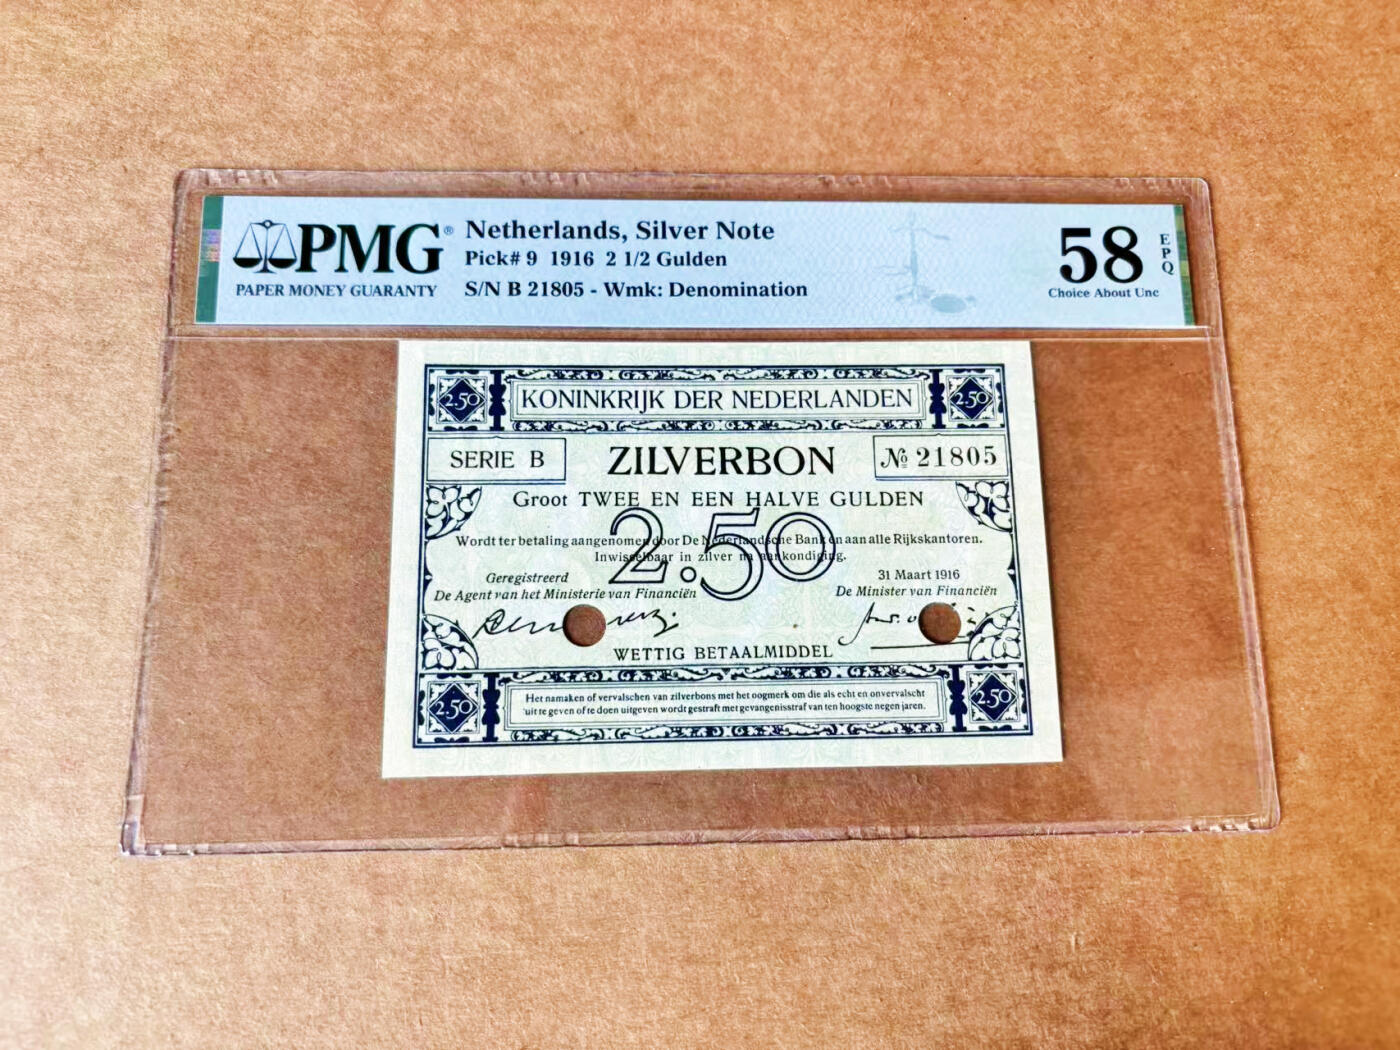 PMG®
PAPER MONEY GUARANTY
Netherlands, Silver Note
Pick# 9 1916 2 1/2 Gulden
S/N B 21805 - Wmk: Denomination
58
EPQ
Choice About Unc
2.50
KONINKRIJK DER NEDERLANDEN
2.50
SERIE B
ZILVERBON
№ 21805
Groot TWEE EN EEN HALVE GULDEN
2.50
Wordt ter betaling aangenomen door De Nederlandsche Bank en aan alle Rijkskantoren.
Inwisselbaar in zilver na aankondiging.
Geregistreerd
De Agent van het Ministerie van Financiën
31 Maart 1916
De Minister van Financiën
WETTIG BETAALMIDDEL
2.50
Het namaken of vervalschen van zilverbons met het oogmerk om die als echt en onvervalscht
uit te geven of te doen uitgeven wordt gestraft met gevangenisstraf van ten hoogste negen jaren.
2.50